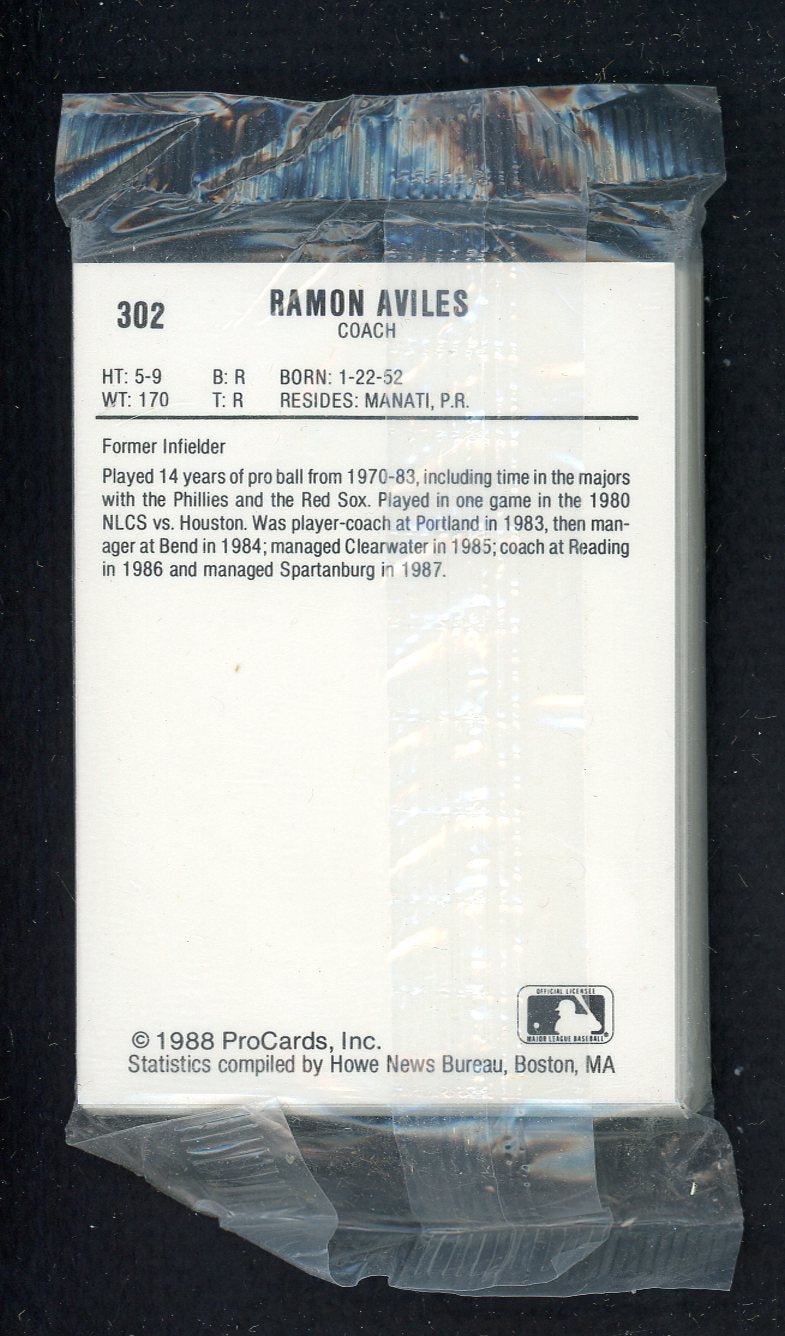 302 RAMON AVILES
COACH
HT: 5-9 B: R BORN: 1-22-52
WT: 170 T: R RESIDES: MANATI, P.R.
Former Infielder
Played 14 years of pro ball from 1970-83, including time in the majors
with the Phillies and the Red Sox. Played in one game in the 1980
NLCS vs. Houston. Was player-coach at Portland in 1983, then man-
ager at Bend in 1984; managed Clearwater in 1985; coach at Reading
in 1986 and managed Spartanburg in 1987.
OFFICIAL LICENSEE
MAJOR LEAGUE BASEBALL®
© 1988 ProCards, Inc.
Statistics compiled by Howe News Bureau, Boston, MA